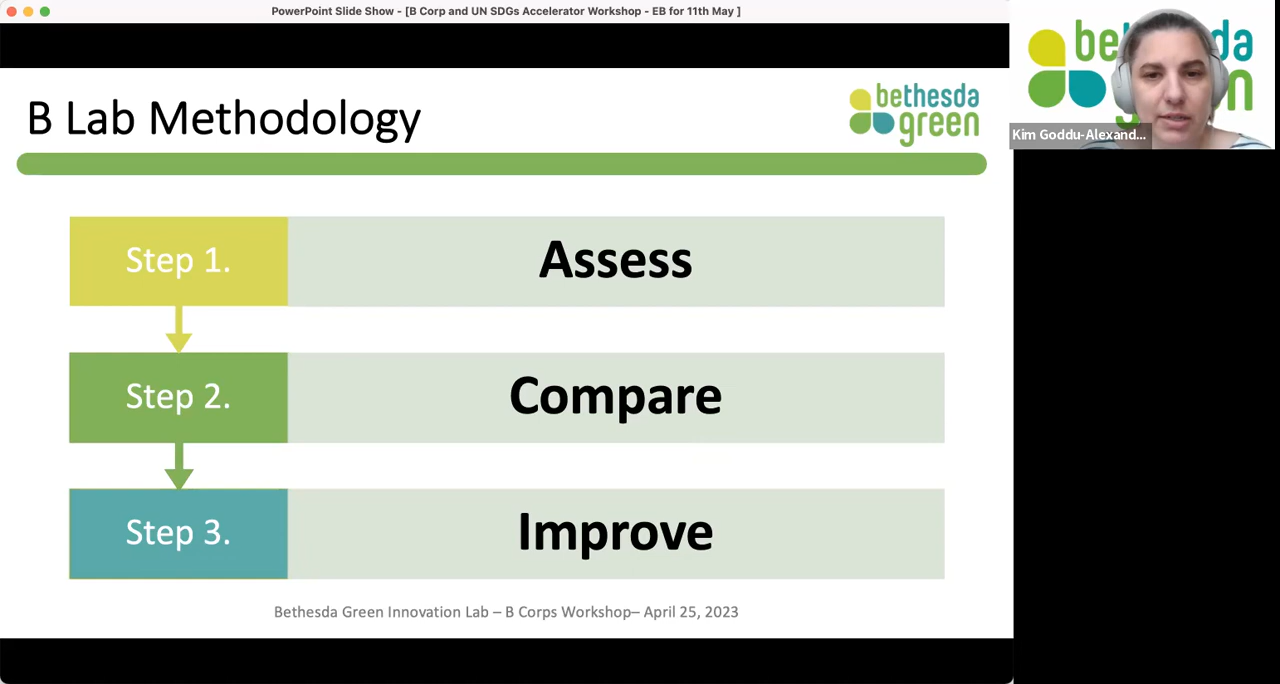 PowerPoint Slide Show - [B Corp and UN SDGs Accelerator Workshop - EB for 11th May ]
B Lab Methodology
bethesda
green
Kim Goddu-Alexand...
Step 1.
Assess
Step 2.
Compare
Step 3.
Improve
Bethesda Green Innovation Lab – B Corps Workshop– April 25, 2023